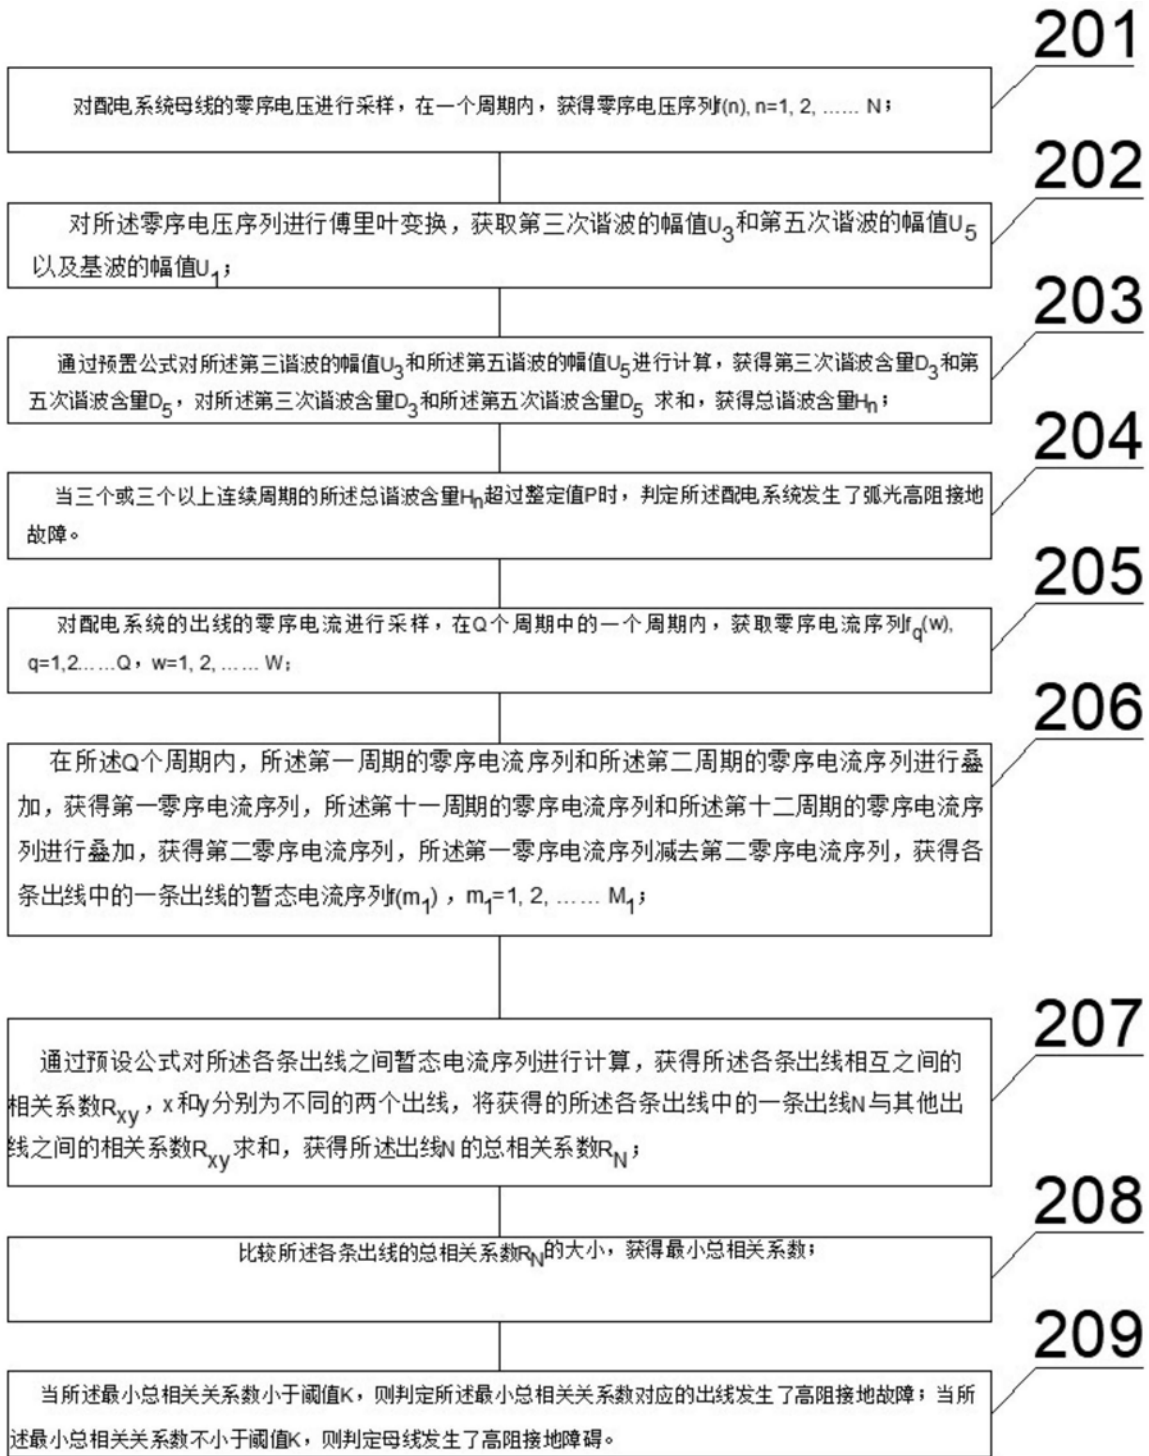 201
对配电系统母线的零序电压进行采样，在一个周期内，获得零序电压序列f(n), n=1, 2, …… N；
202
对所述零序电压序列进行傅里叶变换，获取第三次谐波的幅值U3和第五次谐波的幅值U5
以及基波的幅值U1；
203
通过预置公式对所述第三谐波的幅值U3和所述第五谐波的幅值U5进行计算，获得第三次谐波含量D3和第
五次谐波含量D5，对所述第三次谐波含量D3和所述第五次谐波含量D5 求和，获得总谐波含量Hn；
204
当三个或三个以上连续周期的所述总谐波含量Hn超过整定值P时，判定所述配电系统发生了弧光高阻接地
故障。
205
对配电系统的出线的零序电流进行采样，在Q个周期中的一个周期内，获取零序电流序列fq(w),
q=1,2……Q，w=1, 2, …… W；
206
在所述Q个周期内，所述第一周期的零序电流序列和所述第二周期的零序电流序列进行叠
加，获得第一零序电流序列，所述第十一周期的零序电流序列和所述第十二周期的零序电流序
列进行叠加，获得第二零序电流序列，所述第一零序电流序列减去第二零序电流序列，获得各
条出线中的一条出线的暂态电流序列f(m1)，m1=1, 2, …… M1；
207
通过预设公式对所述各条出线之间暂态电流序列进行计算，获得所述各条出线相互之间的
相关系数Rxy，x和y分别为不同的两个出线，将获得的所述各条出线中的一条出线N与其他出
线之间的相关系数Rxy求和，获得所述出线N的总相关系数RN；
208
比较所述各条出线的总相关系数RN的大小，获得最小总相关系数；
209
当所述最小总相关关系数小于阈值K，则判定所述最小总相关关系数对应的出线发生了高阻接地故障；当所
述最小总相关关系数不小于阈值K，则判定母线发生了高阻接地障碍。